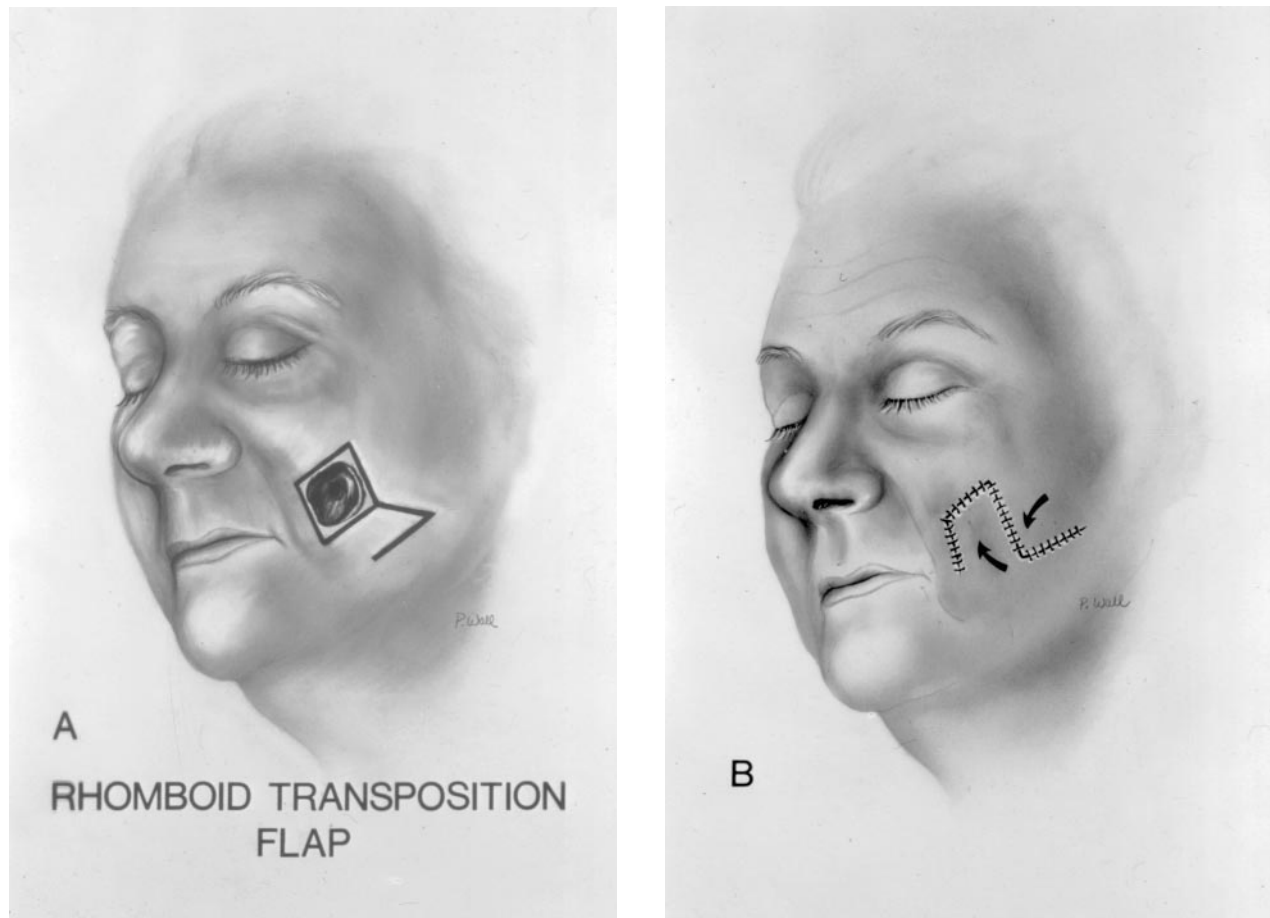 P. Wall
A
RHOMBOID TRANSPOSITION
FLAP
P. Wall
B